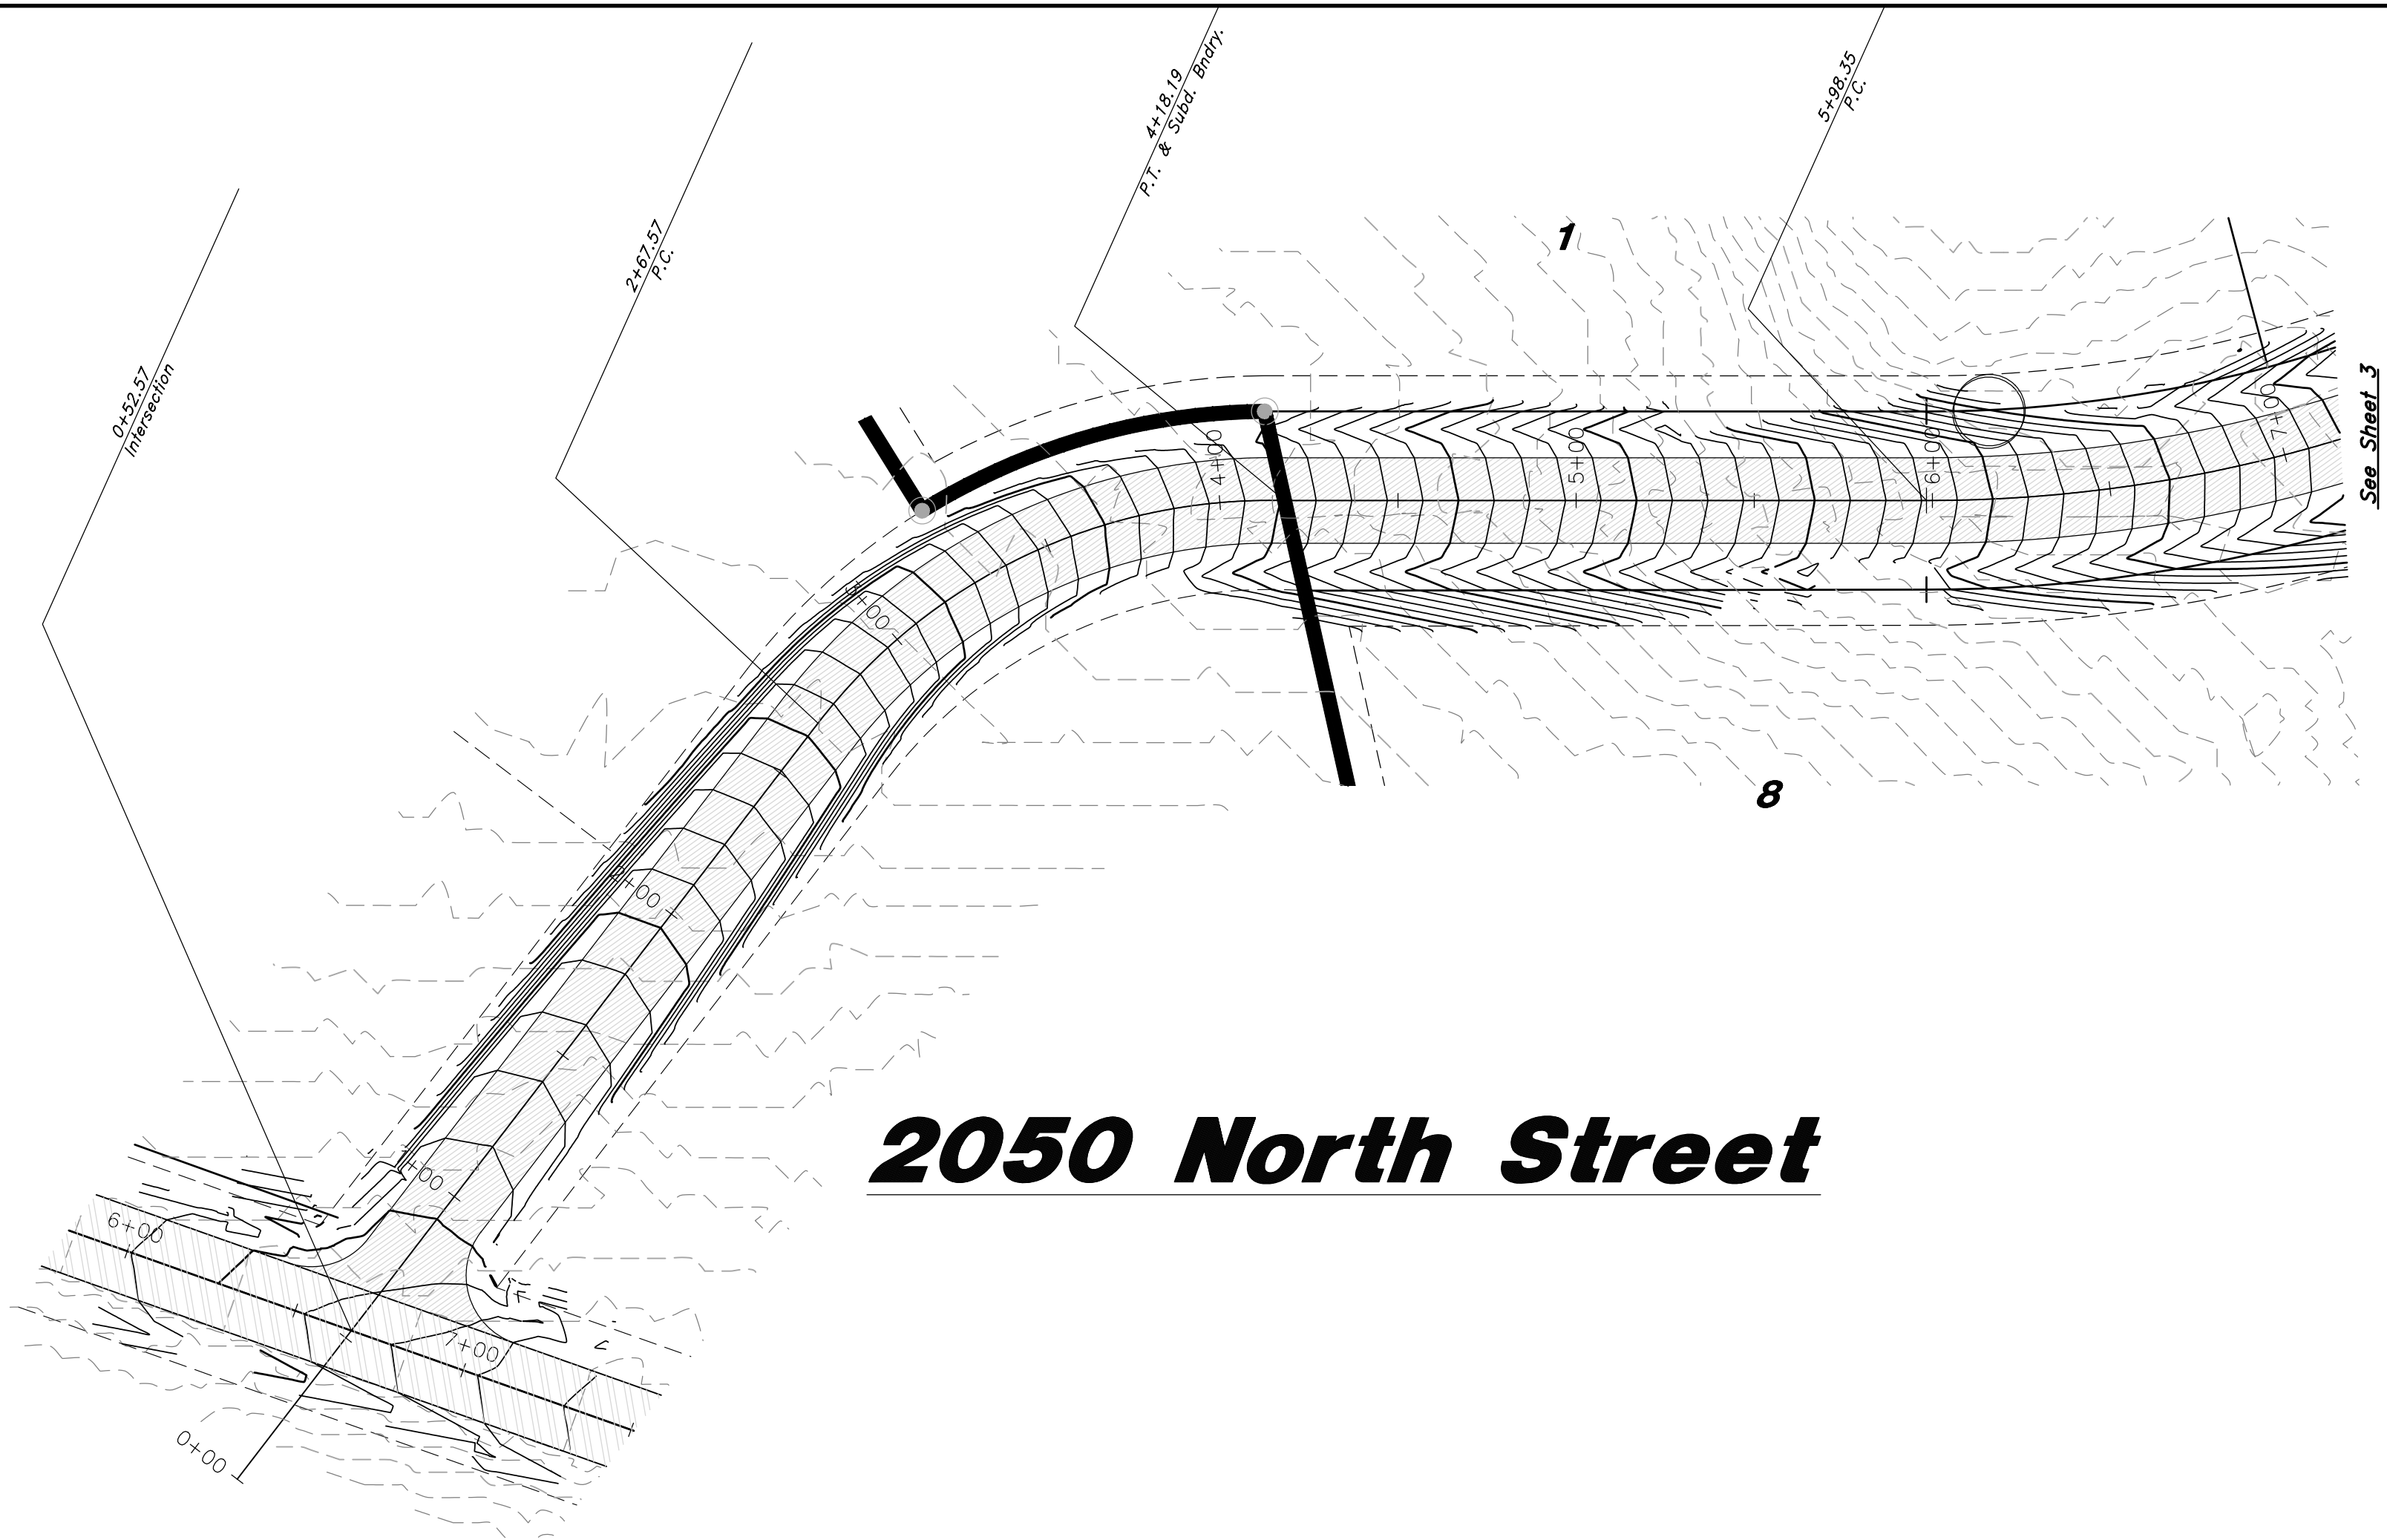 0+52.57
Intersection
2+67.57
P.C.
4+18.19
P.T. & Subd. Bndry.
5+98.35
P.C.
1
See Sheet 3
4+00
5+00
6+00
7+00
3+00
8
2+00
2050 North Street
1+00
6+00
7+00
0+00